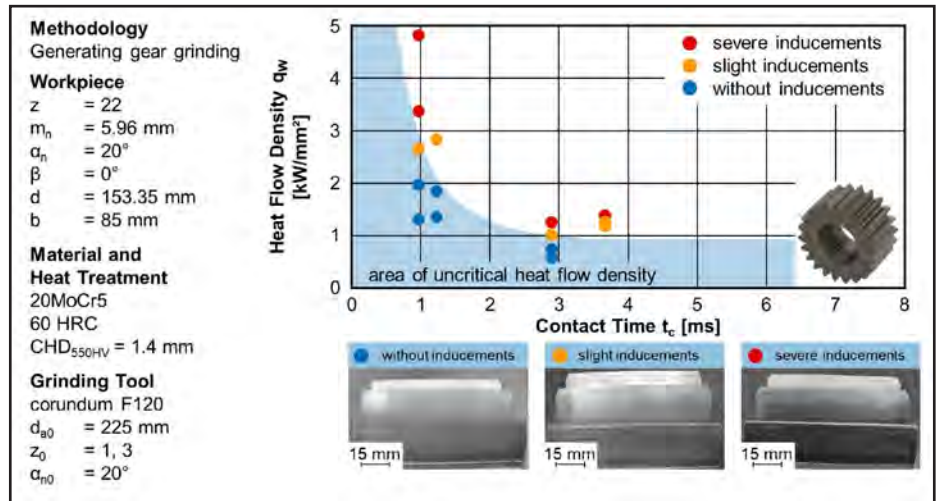 Methodology
Generating gear grinding
Workpiece
z = 22
mₙ = 5.96 mm
αₙ = 20°
β = 0°
d = 153.35 mm
b = 85 mm
Material and
Heat Treatment
20MoCr5
60 HRC
CHD₅₅₀HV = 1.4 mm
Grinding Tool
corundum F120
dₐ₀ = 225 mm
z₀ = 1, 3
αₙ₀ = 20°
Heat Flow Density q_w
[kW/mm²]
5
4
3
2
1
0
severe inducements
slight inducements
without inducements
area of uncritical heat flow density
0 1 2 3 4 5 6 7 8
Contact Time t_c [ms]
without inducements
slight inducements
severe inducements
15 mm
15 mm
15 mm